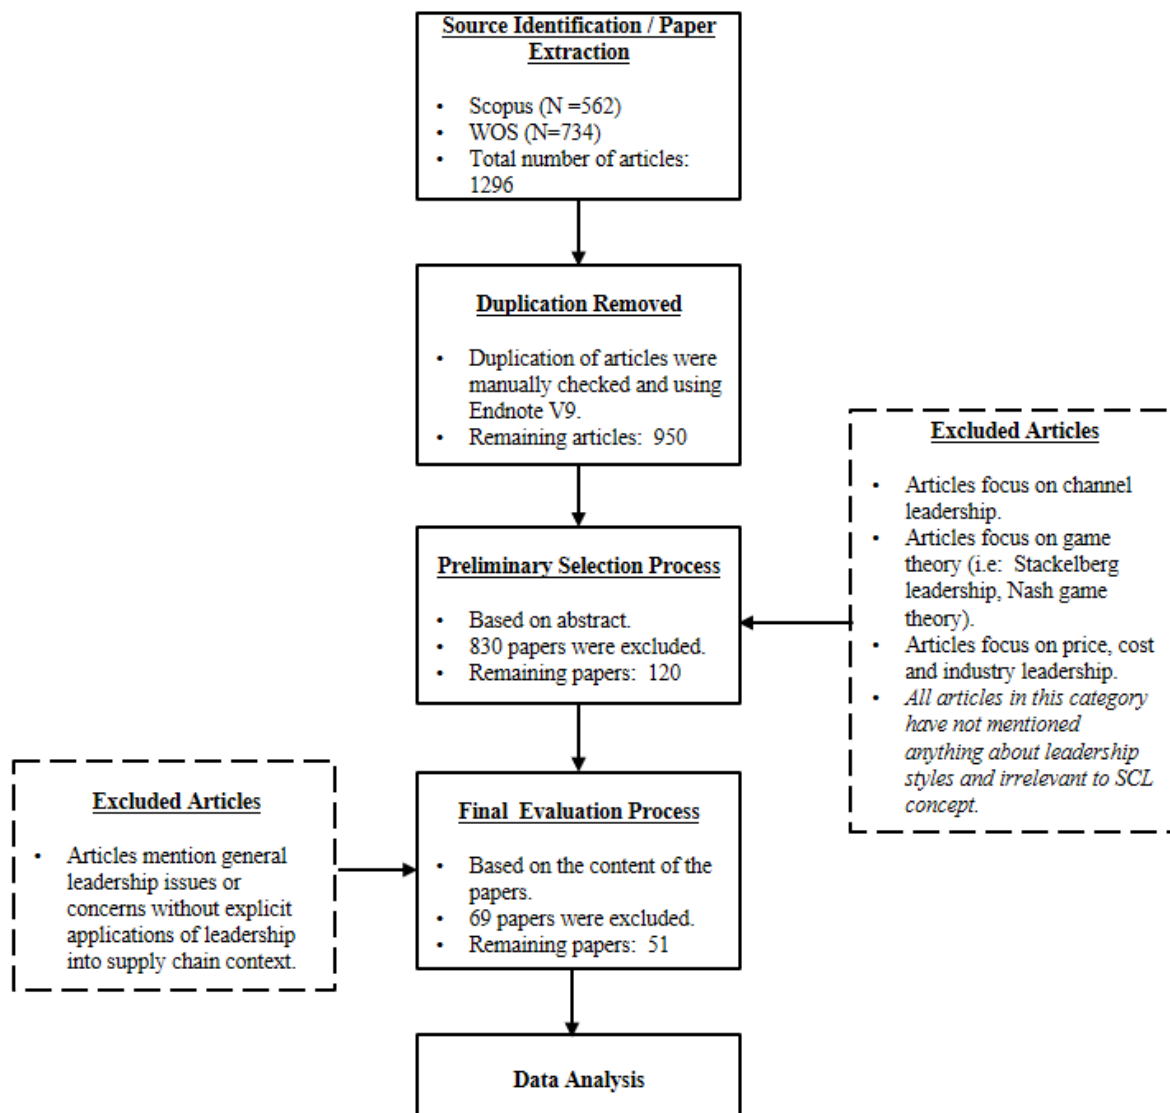 Source Identification / Paper
Extraction
• Scopus (N =562)
• WOS (N=734)
• Total number of articles:
1296
Duplication Removed
• Duplication of articles were
manually checked and using
Endnote V9.
• Remaining articles: 950
Excluded Articles
• Articles focus on channel
leadership.
• Articles focus on game
theory (i.e: Stackelberg
leadership, Nash game
theory).
• Articles focus on price, cost
and industry leadership.
• All articles in this category
have not mentioned
anything about leadership
styles and irrelevant to SCL
concept.
Preliminary Selection Process
• Based on abstract.
• 830 papers were excluded.
• Remaining papers: 120
Excluded Articles
• Articles mention general
leadership issues or
concerns without explicit
applications of leadership
into supply chain context.
Final Evaluation Process
• Based on the content of the
papers.
• 69 papers were excluded.
• Remaining papers: 51
Data Analysis